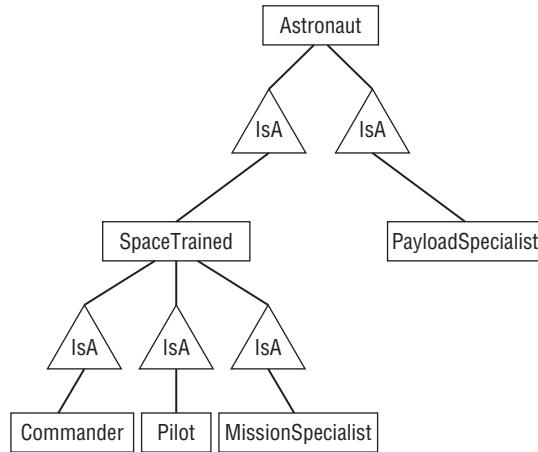 Astronaut
IsA IsA
SpaceTrained PayloadSpecialist
IsA IsA IsA
Commander Pilot MissionSpecialist